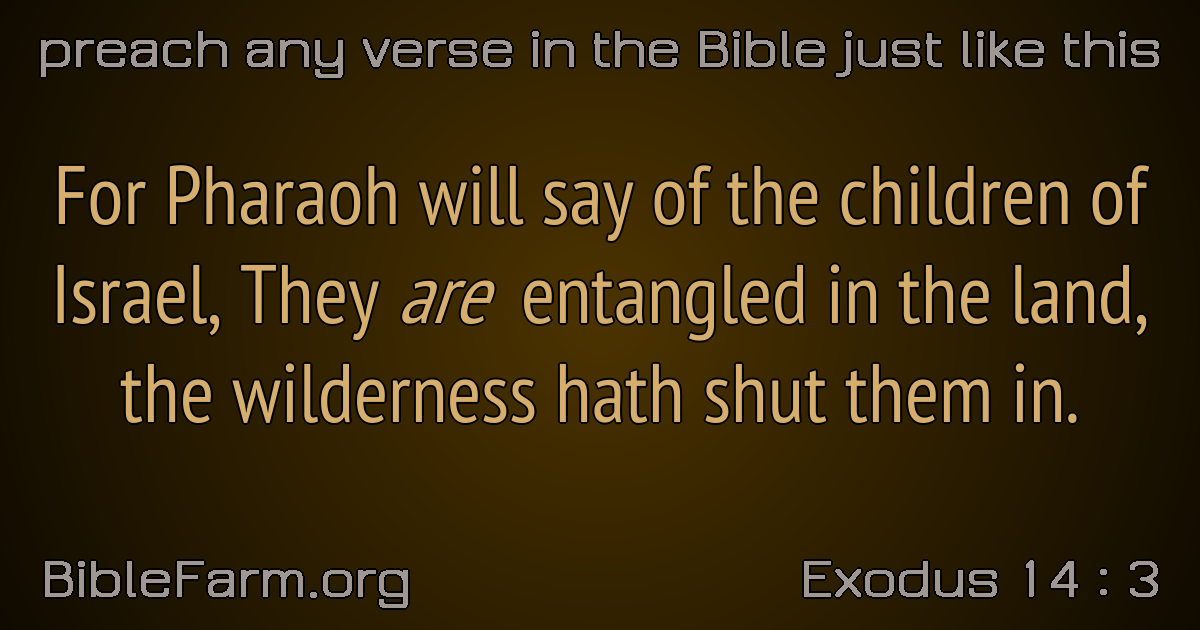 preach any verse in the Bible just like this
For Pharaoh will say of the children of
Israel, They are entangled in the land,
the wilderness hath shut them in.
BibleFarm.org
Exodus 14 : 3